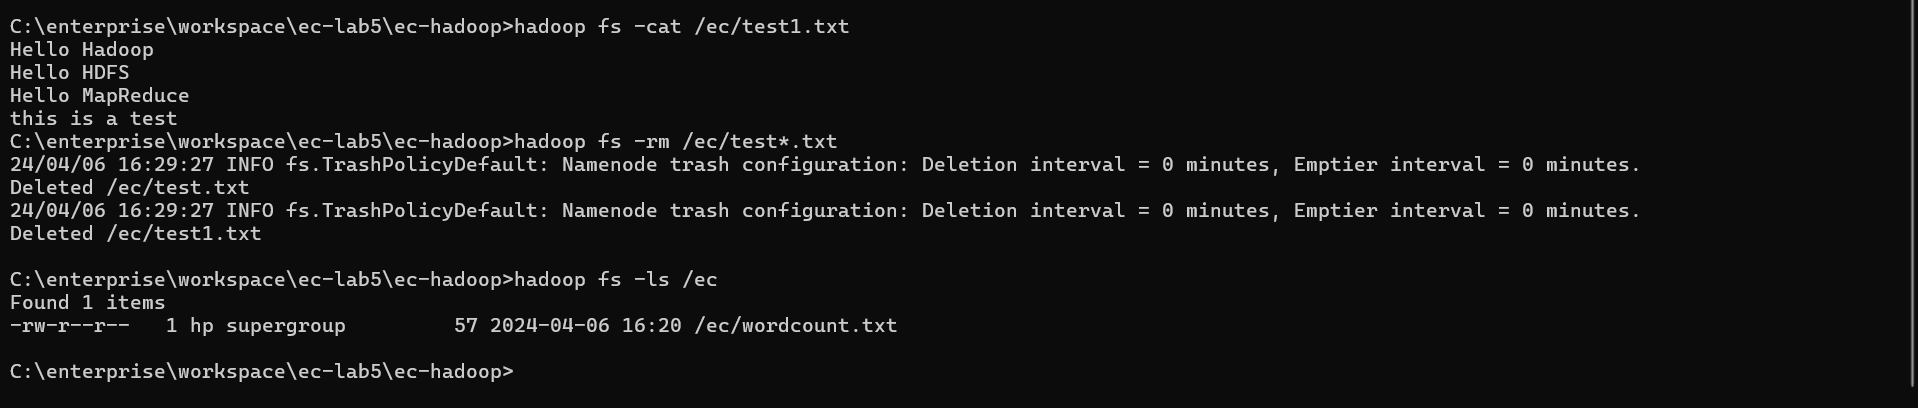 C:\enterprise\workspace\ec-lab5\ec-hadoop>hadoop fs -cat /ec/test1.txt
Hello Hadoop
Hello HDFS
Hello MapReduce
this is a test
C:\enterprise\workspace\ec-lab5\ec-hadoop>hadoop fs -rm /ec/test*.txt
24/04/06 16:29:27 INFO fs.TrashPolicyDefault: Namenode trash configuration: Deletion interval = 0 minutes, Emptier interval = 0 minutes.
Deleted /ec/test.txt
24/04/06 16:29:27 INFO fs.TrashPolicyDefault: Namenode trash configuration: Deletion interval = 0 minutes, Emptier interval = 0 minutes.
Deleted /ec/test1.txt
C:\enterprise\workspace\ec-lab5\ec-hadoop>hadoop fs -ls /ec
Found 1 items
-rw-r--r--   1 hp supergroup         57 2024-04-06 16:20 /ec/wordcount.txt
C:\enterprise\workspace\ec-lab5\ec-hadoop>